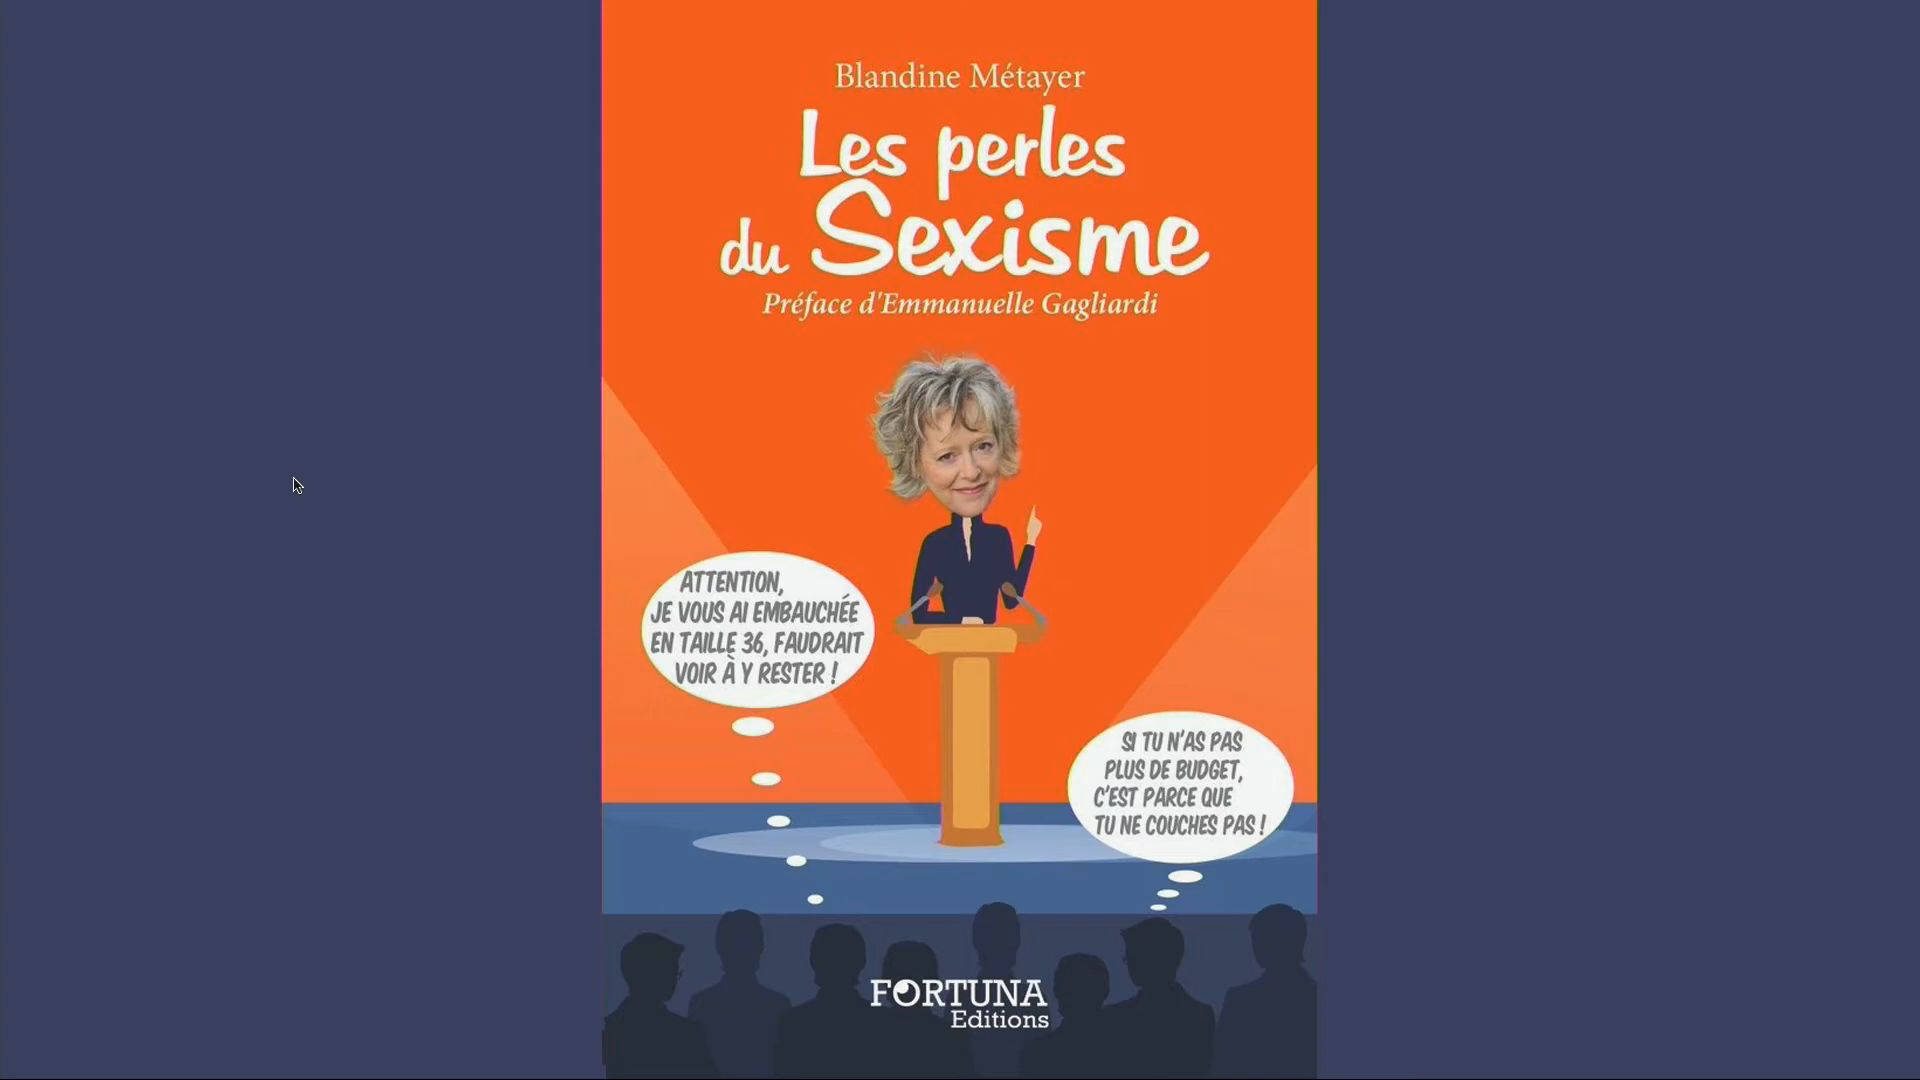 Blandine Métayer
Les perles
du Sexisme
Préface d'Emmanuelle Gagliardi
ATTENTION,
JE VOUS AI EMBAUCHÉE
EN TAILLE 36, FAUDRAIT
VOIR À Y RESTER !
SI TU N'AS PAS
PLUS DE BUDGET,
C'EST PARCE QUE
TU NE COUCHES PAS !
FORTUNA
Editions